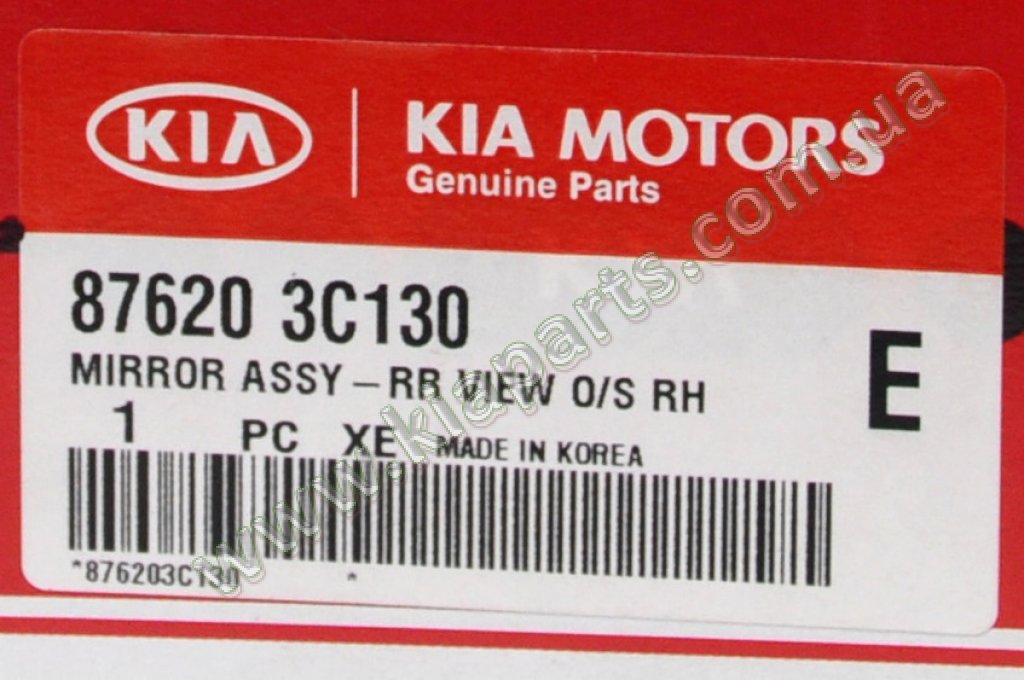 KIA
KIA MOTORS
Genuine Parts
87620 3C130
MIRROR ASSY – RR VIEW O/S RH
E
1 PC XE MADE IN KOREA
*876203C130 *
www.kiaparts.com.ua